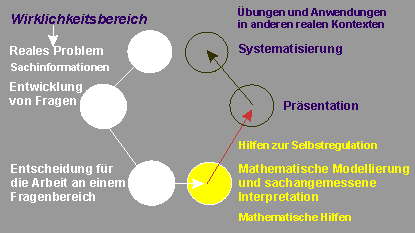 Wirklichkeitsbereich
Reales Problem
Sachinformationen
Entwicklung
von Fragen
Entscheidung für
die Arbeit an einem
Fragenbereich
Übungen und Anwendungen
in anderen realen Kontexten
Systematisierung
Präsentation
Hilfen zur Selbstregulation
Mathematische Modellierung
und sachangemessene
Interpretation
Mathematische Hilfen